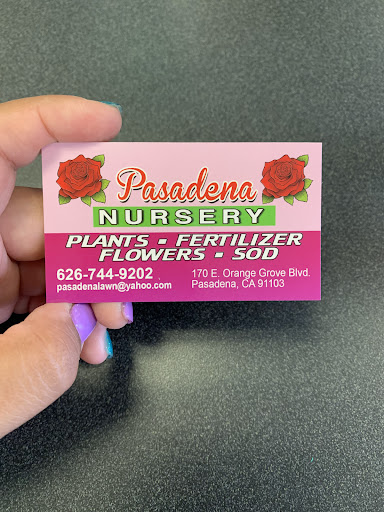 Pasadena
NURSERY
PLANTS - FERTILIZER
FLOWERS - SOD
626-744-9202
pasadenalawn@yahoo.com
170 E. Orange Grove Blvd.
Pasadena, CA 91103